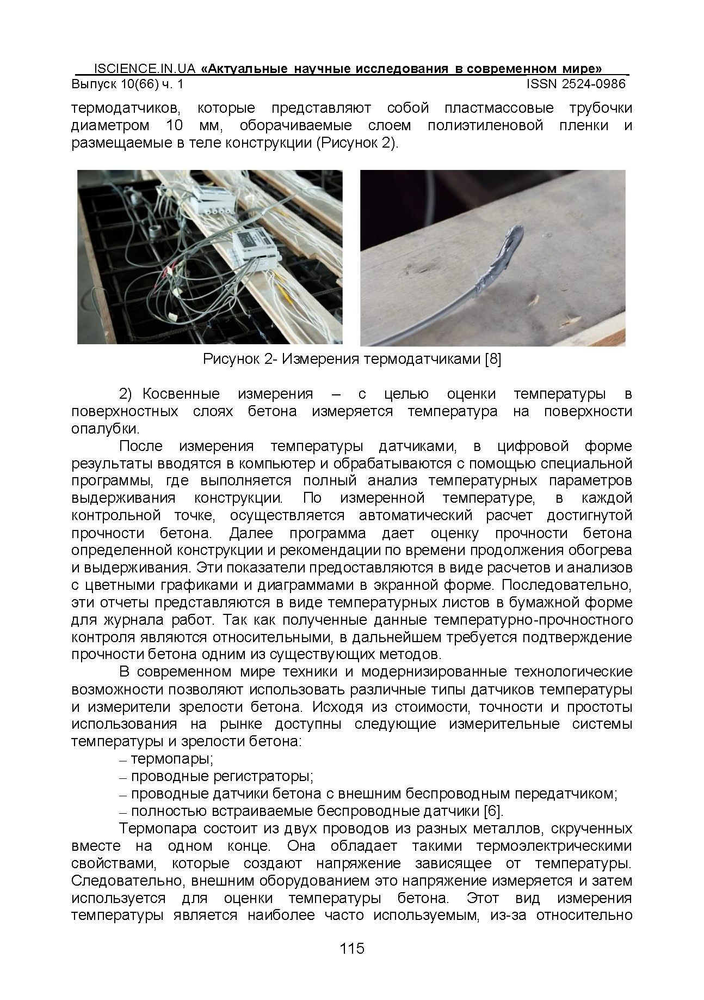 ISCIENCE.IN.UA «Актуальные научные исследования в современном мире»
Выпуск 10(66) ч. 1 ISSN 2524-0986
термодатчиков, которые представляют собой пластмассовые трубочки
диаметром 10 мм, оборачиваемые слоем полиэтиленовой пленки и
размещаемые в теле конструкции (Рисунок 2).
Рисунок 2- Измерения термодатчиками [8]
2) Косвенные измерения – с целью оценки температуры в
поверхностных слоях бетона измеряется температура на поверхности
опалубки.
После измерения температуры датчиками, в цифровой форме
результаты вводятся в компьютер и обрабатываются с помощью специальной
программы, где выполняется полный анализ температурных параметров
выдерживания конструкции. По измеренной температуре, в каждой
контрольной точке, осуществляется автоматический расчет достигнутой
прочности бетона. Далее программа дает оценку прочности бетона
определенной конструкции и рекомендации по времени продолжения обогрева
и выдерживания. Эти показатели предоставляются в виде расчетов и анализов
с цветными графиками и диаграммами в экранной форме. Последовательно,
эти отчеты представляются в виде температурных листов в бумажной форме
для журнала работ. Так как полученные данные температурно-прочностного
контроля являются относительными, в дальнейшем требуется подтверждение
прочности бетона одним из существующих методов.
В современном мире техники и модернизированные технологические
возможности позволяют использовать различные типы датчиков температуры
и измерители зрелости бетона. Исходя из стоимости, точности и простоты
использования на рынке доступны следующие измерительные системы
температуры и зрелости бетона:
– термопары;
– проводные регистраторы;
– проводные датчики бетона с внешним беспроводным передатчиком;
– полностью встраиваемые беспроводные датчики [6].
Термопара состоит из двух проводов из разных металлов, скрученных
вместе на одном конце. Она обладает такими термоэлектрическими
свойствами, которые создают напряжение зависящее от температуры.
Следовательно, внешним оборудованием это напряжение измеряется и затем
используется для оценки температуры бетона. Этот вид измерения
температуры является наиболее часто используемым, из-за относительно
115